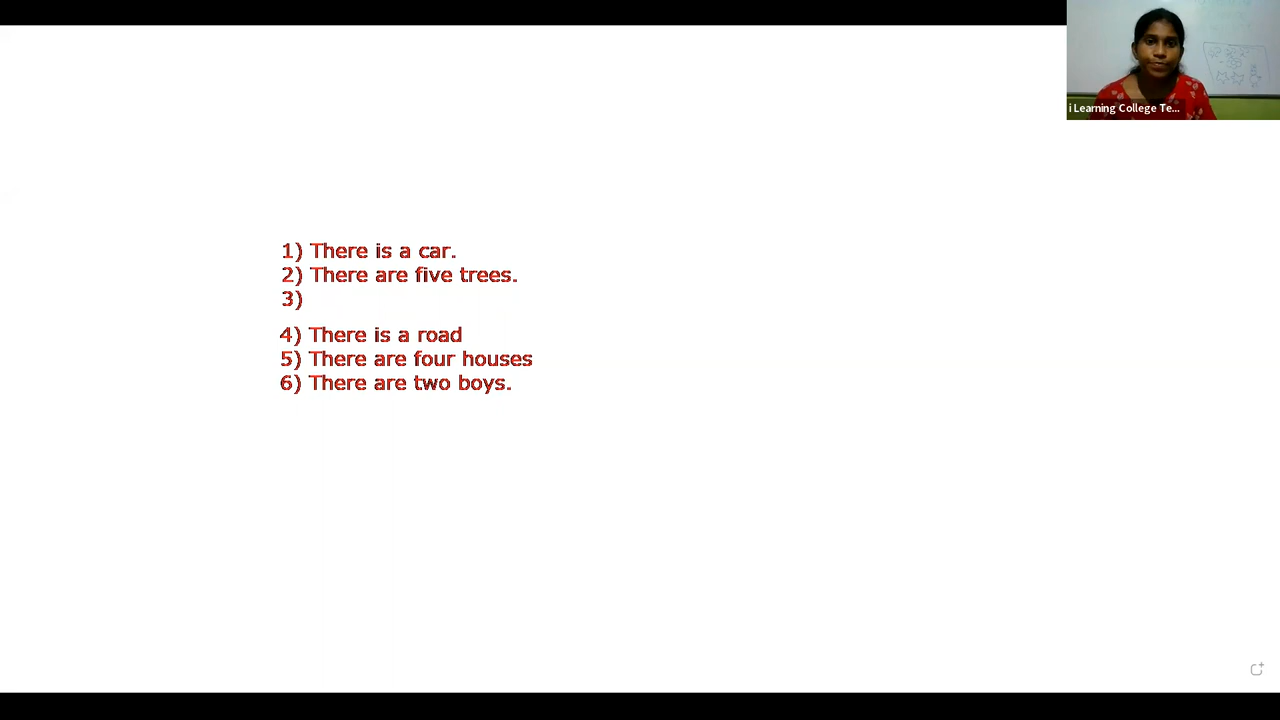 i Learning College Te...
1) There is a car.
2) There are five trees.
3)
4) There is a road
5) There are four houses
6) There are two boys.